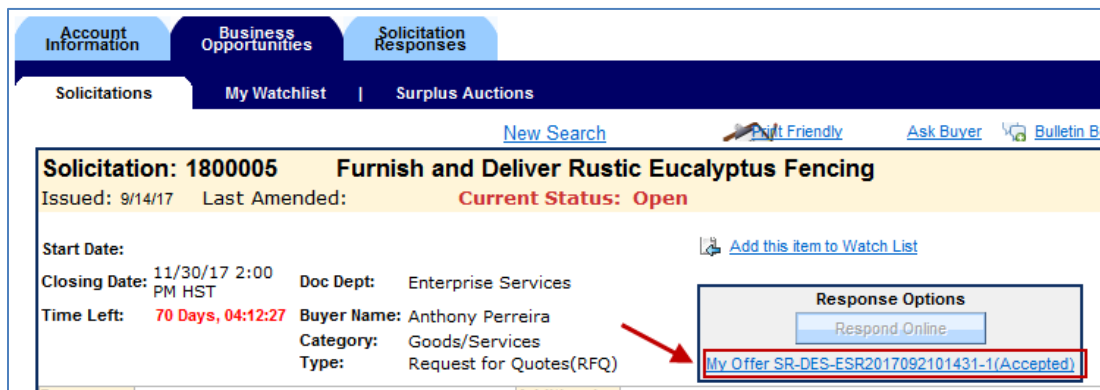 Account Information
Business Opportunities
Solicitation Responses
Solicitations My Watchlist | Surplus Auctions
New Search Print Friendly Ask Buyer Bulletin B
Solicitation: 1800005 Furnish and Deliver Rustic Eucalyptus Fencing
Issued: 9/14/17 Last Amended: Current Status: Open
Start Date:
Add this item to Watch List
Closing Date: 11/30/17 2:00 PM HST
Doc Dept: Enterprise Services
Time Left: 70 Days, 04:12:27
Buyer Name: Anthony Perreira
Category: Goods/Services
Type: Request for Quotes(RFQ)
Response Options
Respond Online
My Offer SR-DES-ESR2017092101431-1(Accepted)